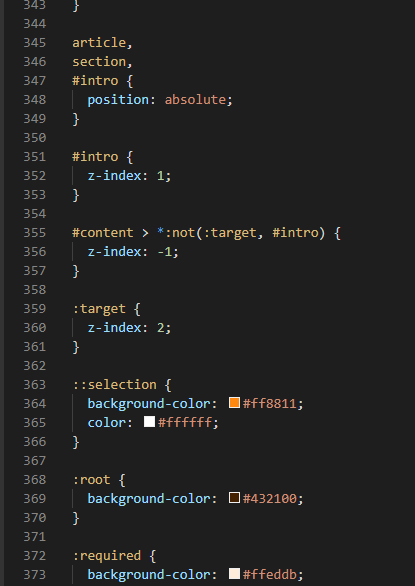 343 }
344
345 article,
346 section,
347 #intro {
348 position: absolute;
349 }
350
351 #intro {
352 z-index: 1;
353 }
354
355 #content > *:not(:target, #intro) {
356 z-index: -1;
357 }
358
359 :target {
360 z-index: 2;
361 }
362
363 ::selection {
364 background-color: #ff8811;
365 color: #ffffff;
366 }
367
368 :root {
369 background-color: #432100;
370 }
371
372 :required {
373 background-color: #ffeddb;